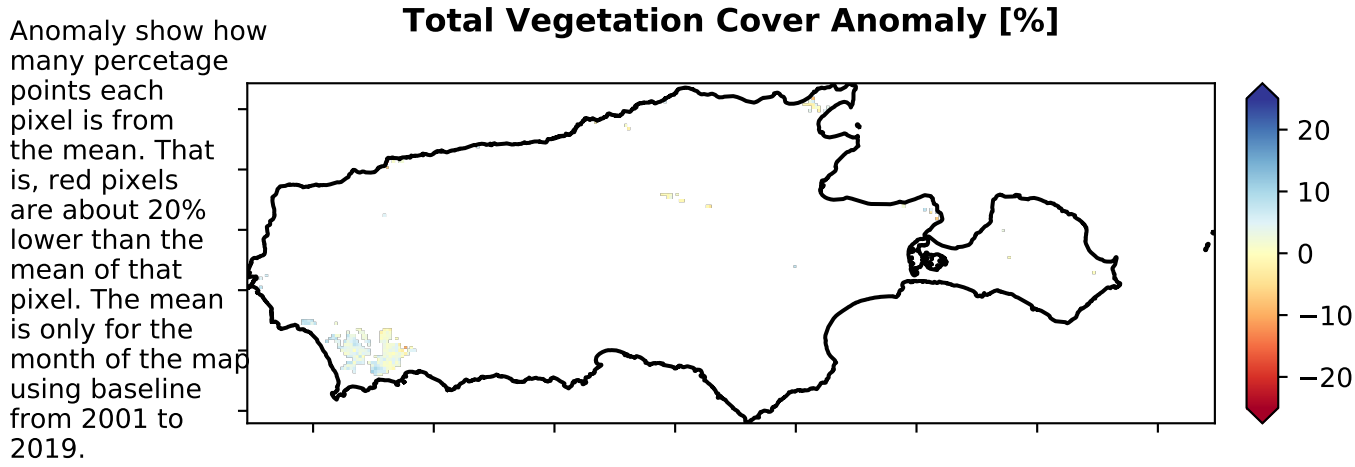 Total Vegetation Cover Anomaly [%]
Anomaly show how
many percetage
points each
pixel is from
the mean. That
is, red pixels
are about 20%
lower than the
mean of that
pixel. The mean
is only for the
month of the map
using baseline
from 2001 to
2019.
20
10
0
−10
−20